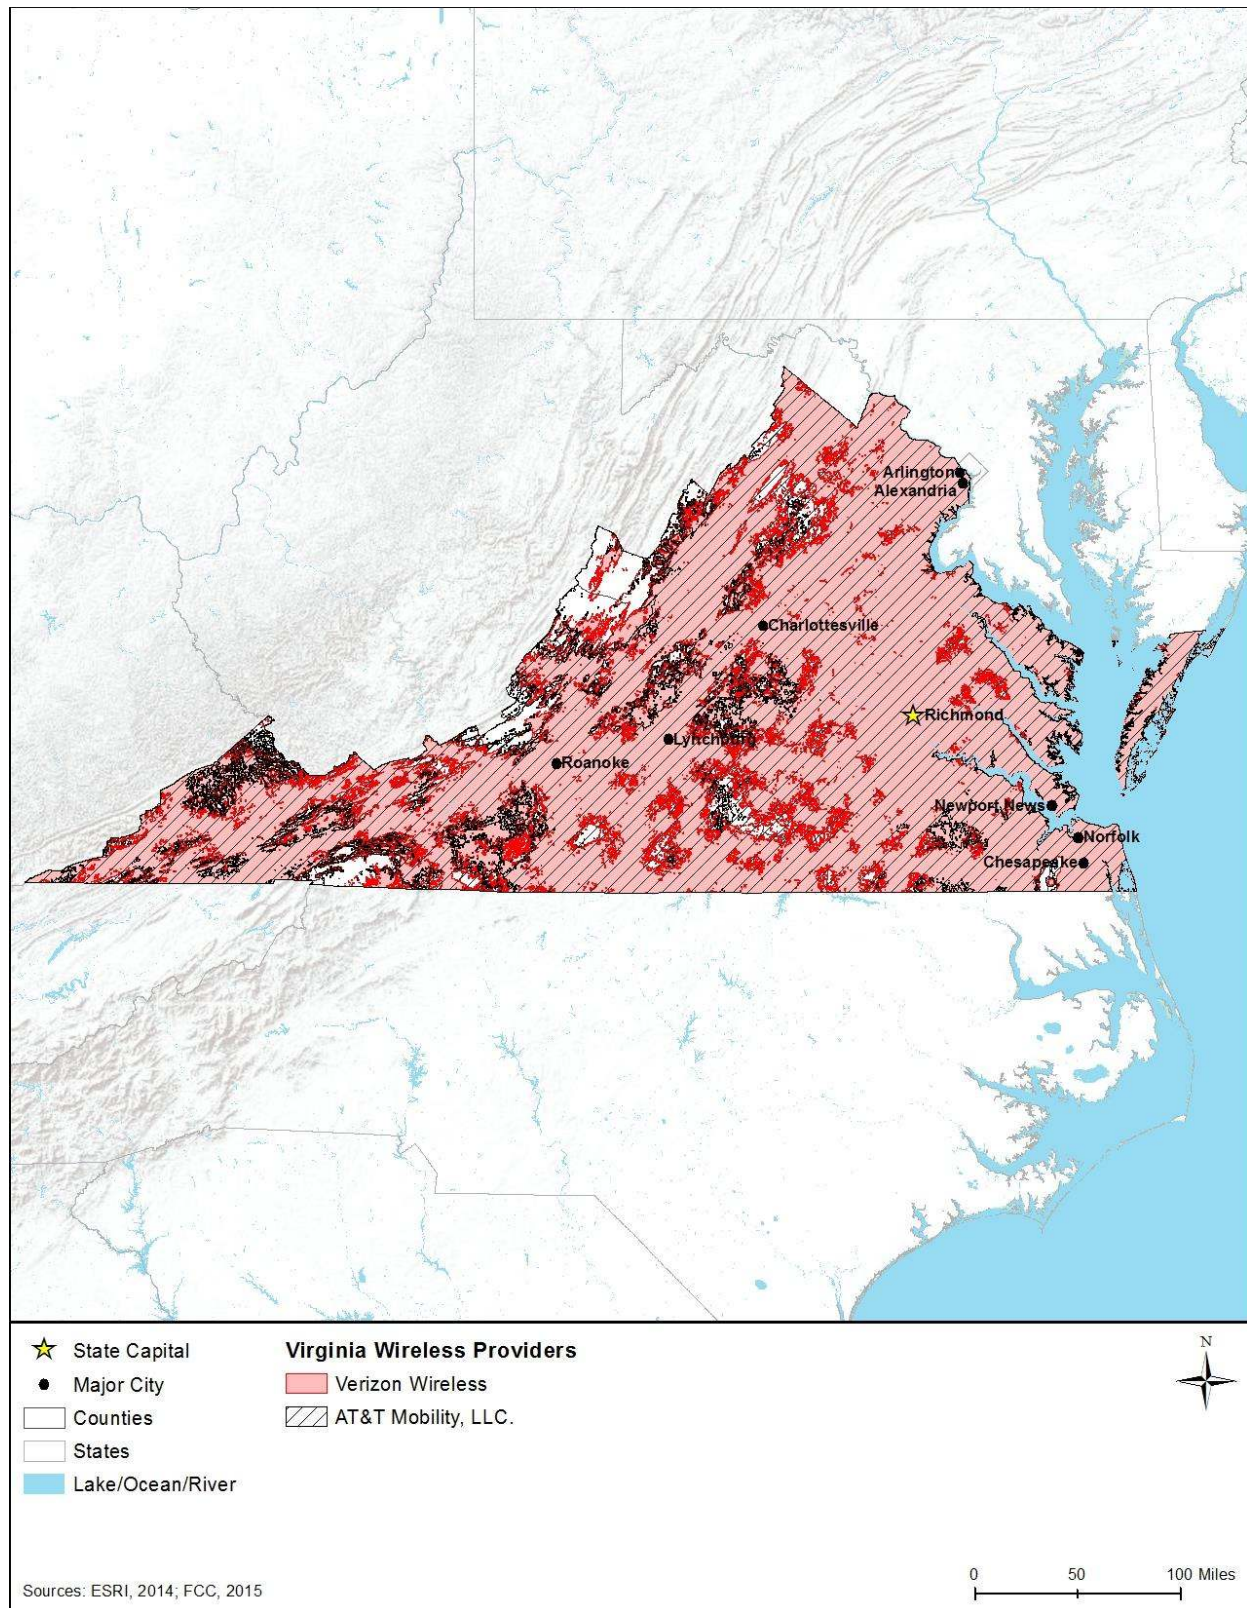 Arlington
Alexandria
Charlottesville
Richmond
Lynchburg
Roanoke
Newport News
Norfolk
Chesapeake
State Capital
Major City
Counties
States
Lake/Ocean/River
Virginia Wireless Providers
Verizon Wireless
AT&T Mobility, LLC.
N
Sources: ESRI, 2014; FCC, 2015
0 50 100 Miles